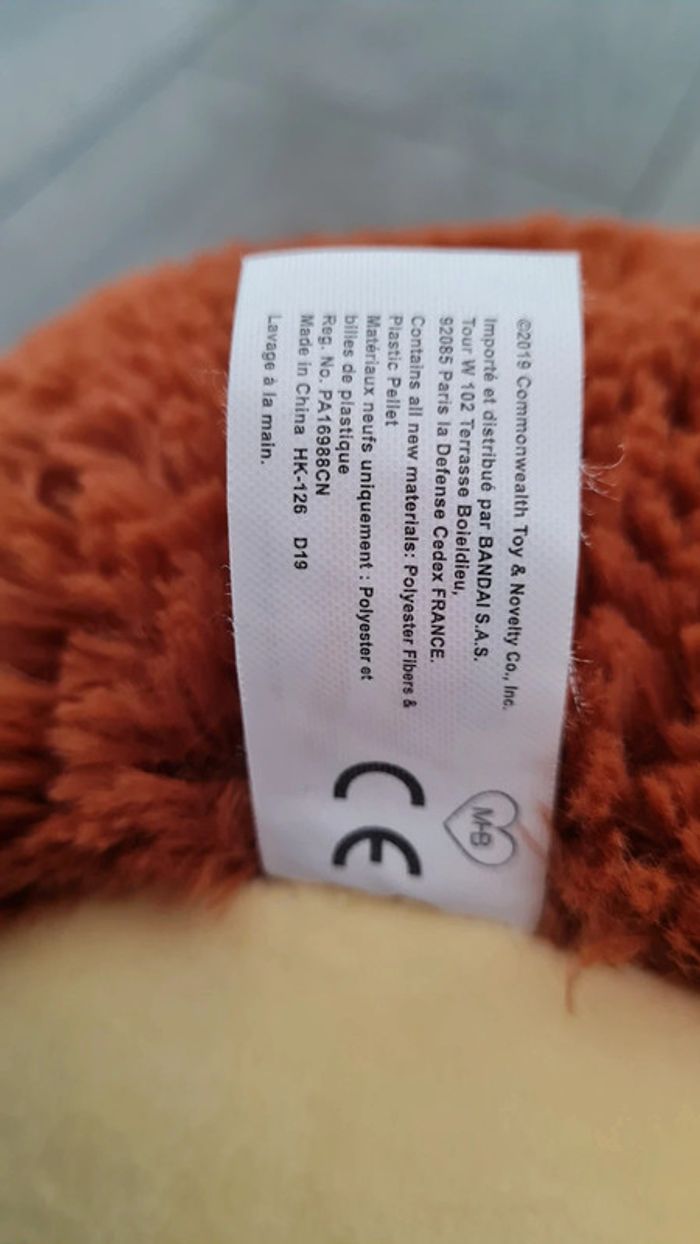 ©2019 Commonwealth Toy & Novelty Co., Inc.
Importé et distribué par BANDAI S.A.S.
Tour W 102 Terrasse Boieldieu,
92085 Paris la Defense Cedex FRANCE.
Contains all new materials: Polyester Fibers &
Plastic Pellet
Matériaux neufs uniquement : Polyester et
billes de plastique
Reg. No. PA16988CN
Made in China HK-126 D19
Lavage à la main.
M-B
CE